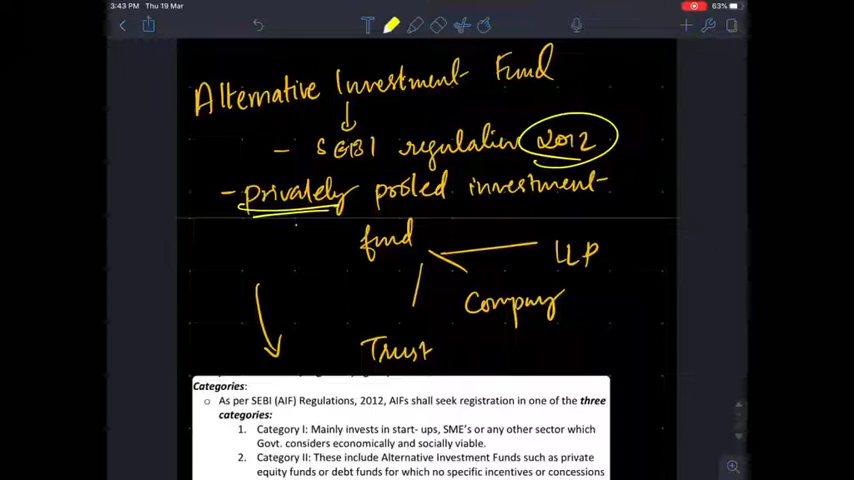 3:43 PM Thu 19 Mar
63%
Alternative Investment Fund
- SEBI regulation 2012
- privately pooled investment
fund
LLP
Company
Trust
Categories:
o As per SEBI (AIF) Regulations, 2012, AIFs shall seek registration in one of the three
categories:
1. Category I: Mainly invests in start- ups, SME's or any other sector which
Govt. considers economically and socially viable.
2. Category II: These include Alternative Investment Funds such as private
equity funds or debt funds for which no specific incentives or concessions